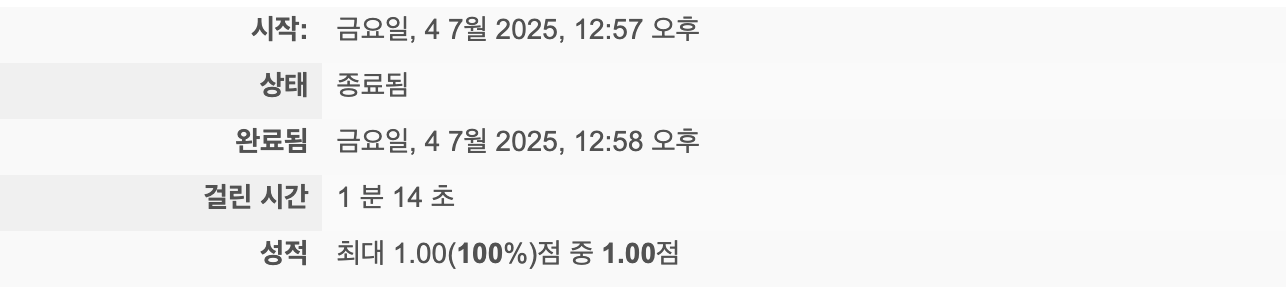 시작: 금요일, 4 7월 2025, 12:57 오후
상태 종료됨
완료됨 금요일, 4 7월 2025, 12:58 오후
걸린 시간 1 분 14 초
성적 최대 1.00(100%)점 중 1.00점